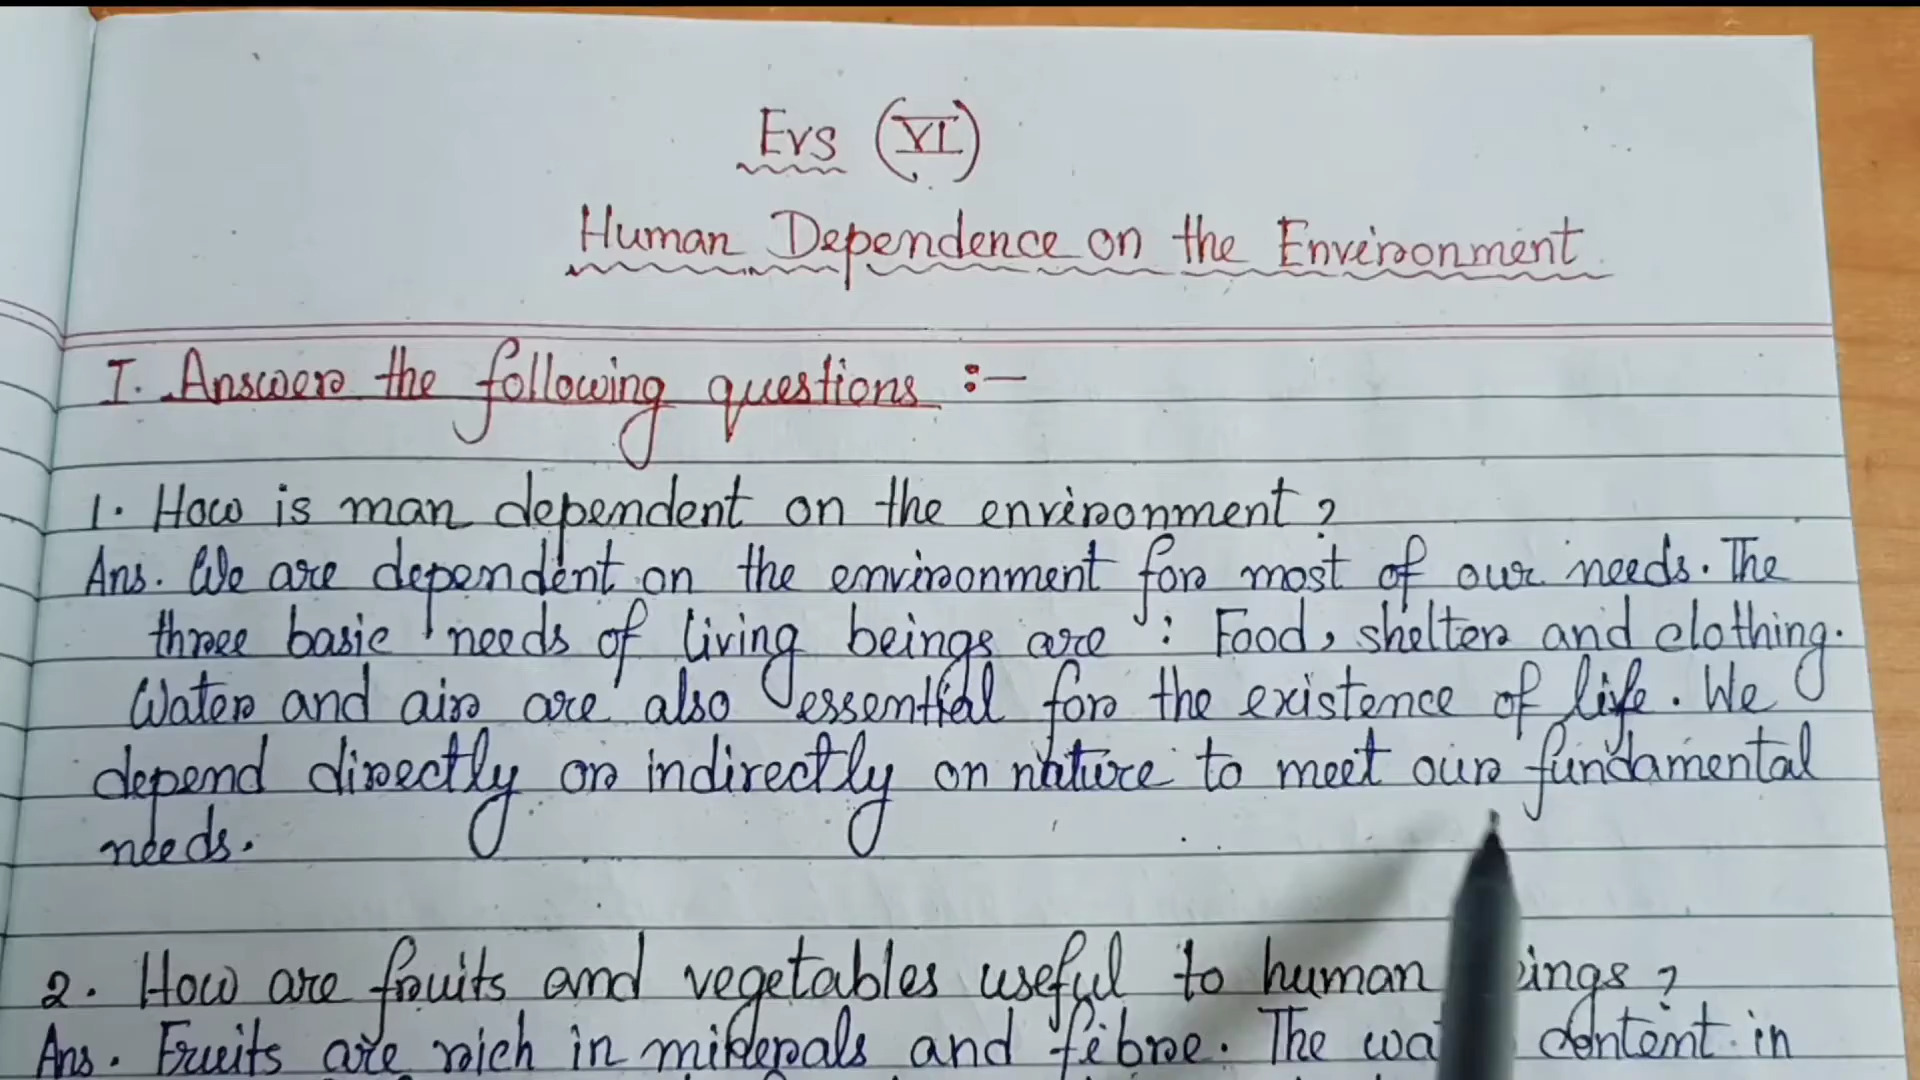 Evs (VI)
Human Dependence on the Environment
I. Answer the following questions :-
1. How is man dependent on the environment?
Ans. We are dependent on the environment for most of our needs. The
three basic needs of living beings are : Food, shelter and clothing.
Water and air are also essential for the existence of life. We
depend directly or indirectly on nature to meet our fundamental
needs.
2. How are fruits and vegetables useful to human
Ans. Fruits are rich in minerals and fibre. The content in